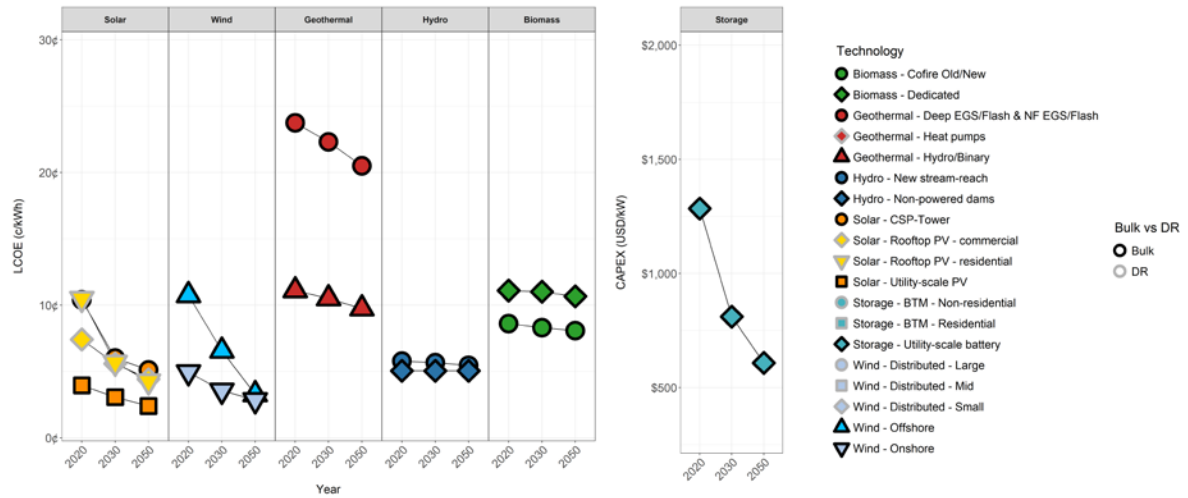 Solar
Wind
Geothermal
Hydro
Biomass
Storage
30¢
20¢
10¢
0¢
LCOE (c/kWh)
2020
2030
2050
2020
2030
2050
2020
2030
2050
2020
2030
2050
2020
2030
2050
Year
$2,000
$1,500
$1,000
$500
CAPEX (USD/kW)
2020
2030
2050
Technology
Biomass - Cofire Old/New
Biomass - Dedicated
Geothermal - Deep EGS/Flash & NF EGS/Flash
Geothermal - Heat pumps
Geothermal - Hydro/Binary
Hydro - New stream-reach
Hydro - Non-powered dams
Solar - CSP-Tower
Solar - Rooftop PV - commercial
Solar - Rooftop PV - residential
Solar - Utility-scale PV
Storage - BTM - Non-residential
Storage - BTM - Residential
Storage - Utility-scale battery
Wind - Distributed - Large
Wind - Distributed - Mid
Wind - Distributed - Small
Wind - Offshore
Wind - Onshore
Bulk vs DR
Bulk
DR